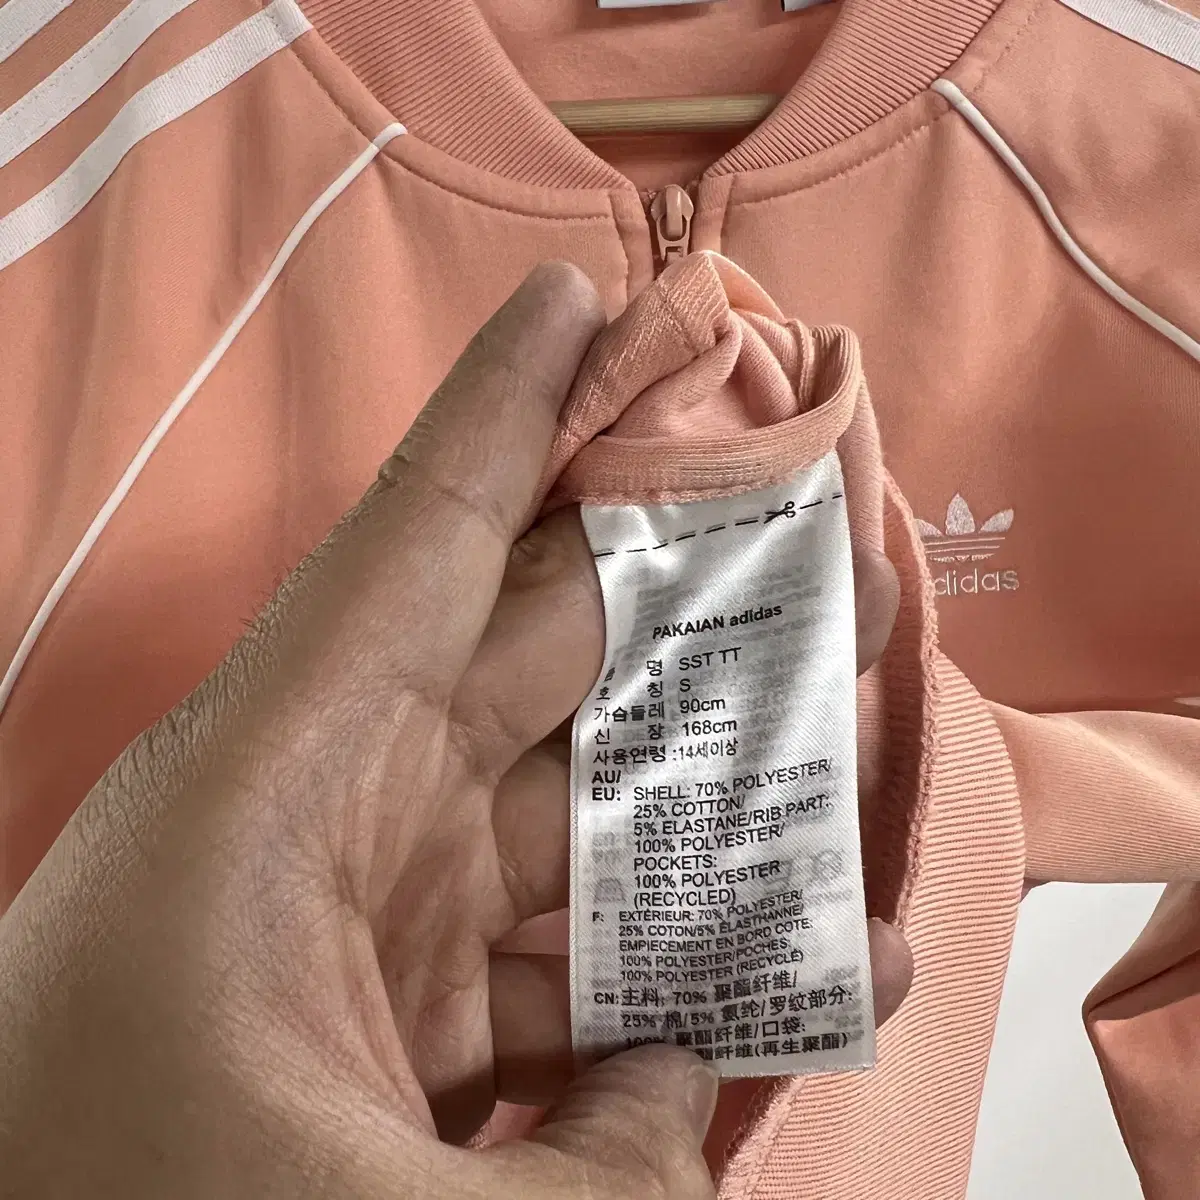 adidas
PAKAIAN adidas
명 SST TT
호 칭 S
가슴둘레 90cm
신 장 168cm
사용연령 :14세이상
AU/
EU: SHELL: 70% POLYESTER/
25% COTTON/
5% ELASTANE/RIB PART:
100% POLYESTER/
POCKETS:
100% POLYESTER
(RECYCLED)
F: EXTÉRIEUR: 70% POLYESTER/
25% COTON/5% ÉLASTHANNE/
EMPIECEMENT EN BORD COTE:
100% POLYESTER/POCHES:
100% POLYESTER (RECYCLÉ)
CN: 主料: 70% 聚酯纤维/
25% 棉/5% 氨纶/罗纹部分:
100% 聚酯纤维/口袋:
酯纤维(再生聚酯)